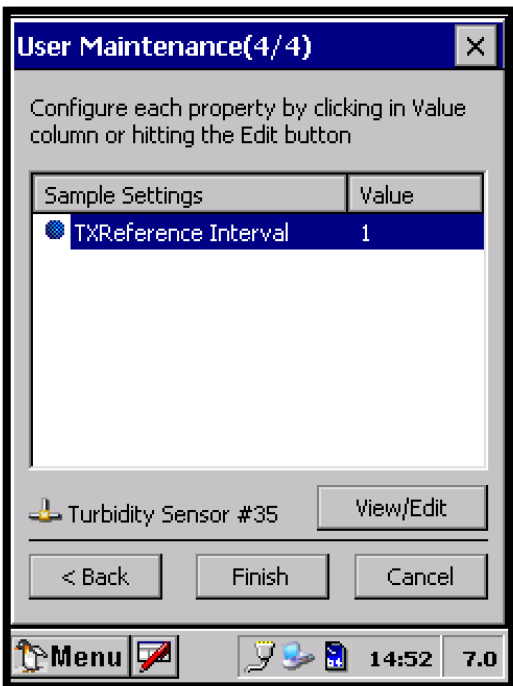 User Maintenance(4/4)
Configure each property by clicking in Value
column or hitting the Edit button
Sample Settings Value
TXReference Interval 1
Turbidity Sensor #35 View/Edit
< Back Finish Cancel
Menu 14:52 7.0